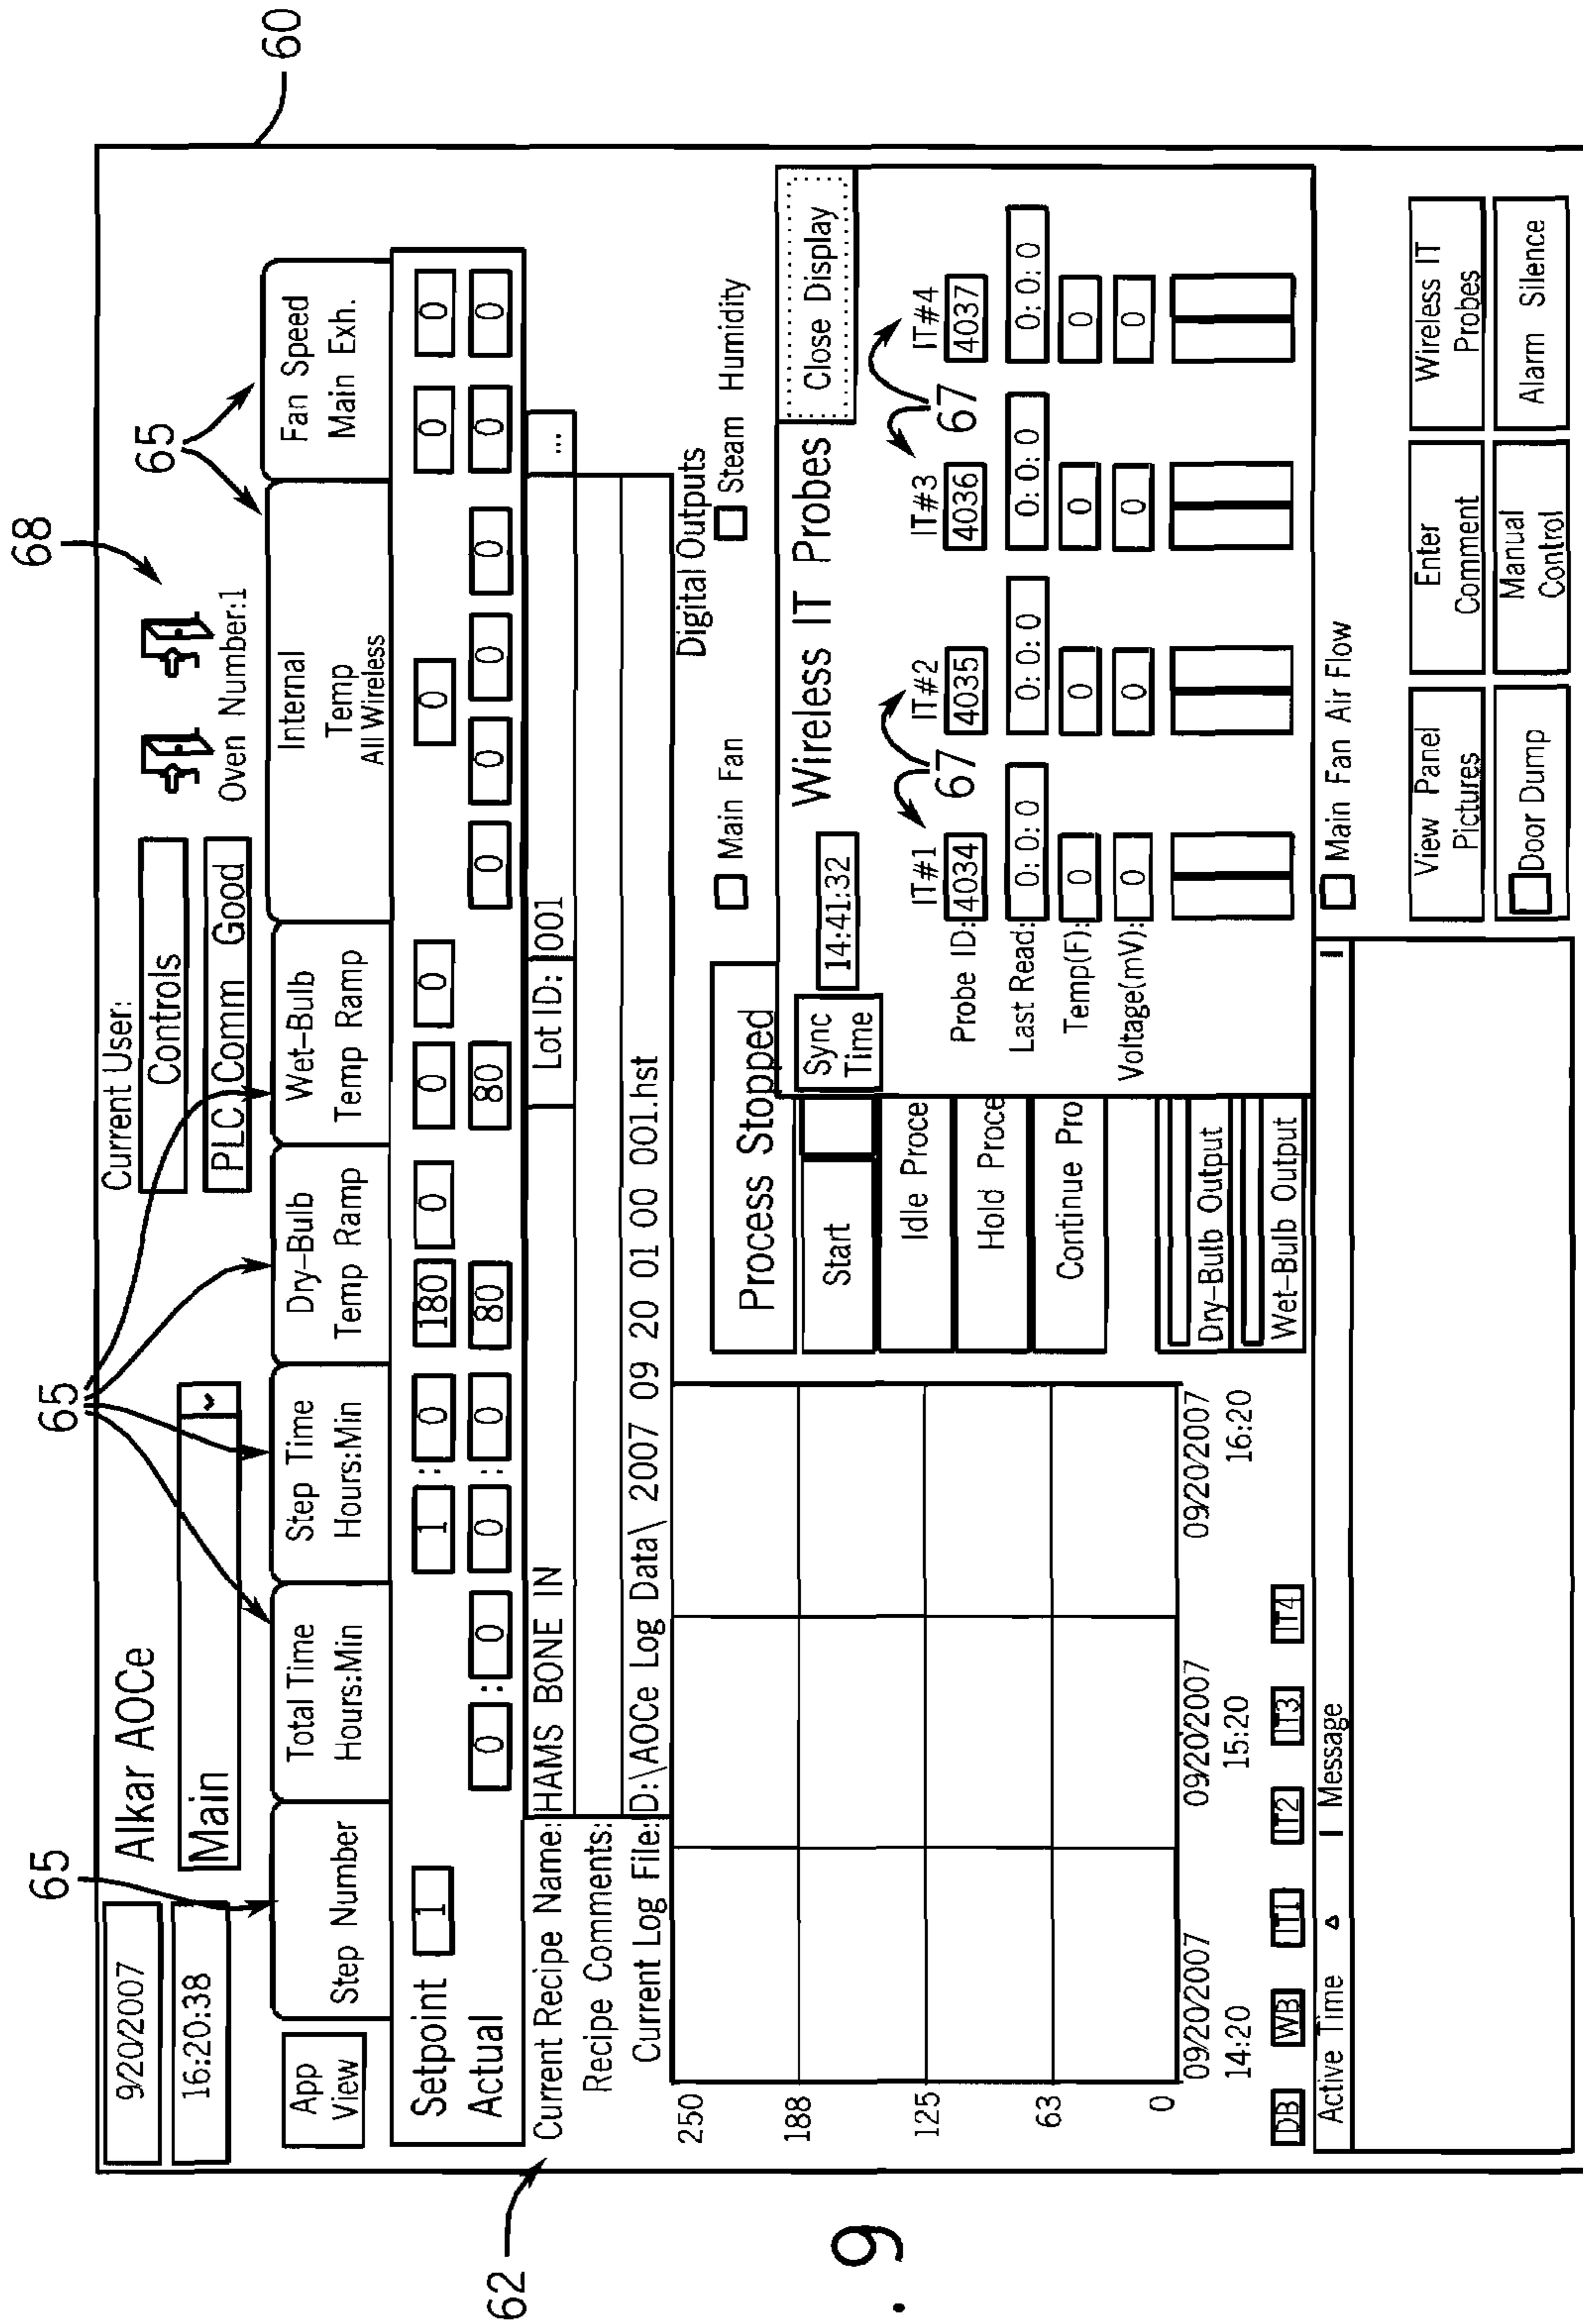 60
68
65
65
65
62
9/20/2007
16:20:38
Alkar AOCe
Main
Current User:
Controls
PLC Comm Good
Oven Number:1
App
View
Step Number
Total Time
Hours:Min
Step Time
Hours:Min
Dry-Bulb
Temp Ramp
Wet-Bulb
Temp Ramp
Internal
Temp
All Wireless
Fan Speed
Main Exh.
Setpoint 1 1 : 0 180 0 0 0 0 0 0
Actual 0 : 0 0 : 0 80 80 0 0 0 0 0 0
Current Recipe Name: HAMS BONE IN Lot ID: 001 ...
Recipe Comments:
Current Log File: D:\AOCe Log Data\ 2007 09 20 01 00 001.hst
250
188
125
63
0
09/20/2007
14:20
09/20/2007
15:20
09/20/2007
16:20
DB WB IT1 IT2 IT3 IT4
Process Stopped
Start
Idle Proce
Hold Proce
Continue Pro
Dry-Bulb Output
Wet-Bulb Output
Digital Outputs
Main Fan
Steam Humidity
Sync
Time
14:41:32
Wireless IT Probes
Close Display
67
67
IT#1 IT#2 IT#3 IT#4
Probe ID: 4034 4035 4036 4037
Last Read: 0: 0: 0 0: 0: 0 0: 0: 0 0: 0: 0
Temp(F): 0 0 0 0
Voltage(mV): 0 0 0 0
Main Fan Air Flow
Active Time Message
View Panel
Pictures
Enter
Comment
Wireless IT
Probes
Door Dump
Manual
Control
Alarm Silence
. 9